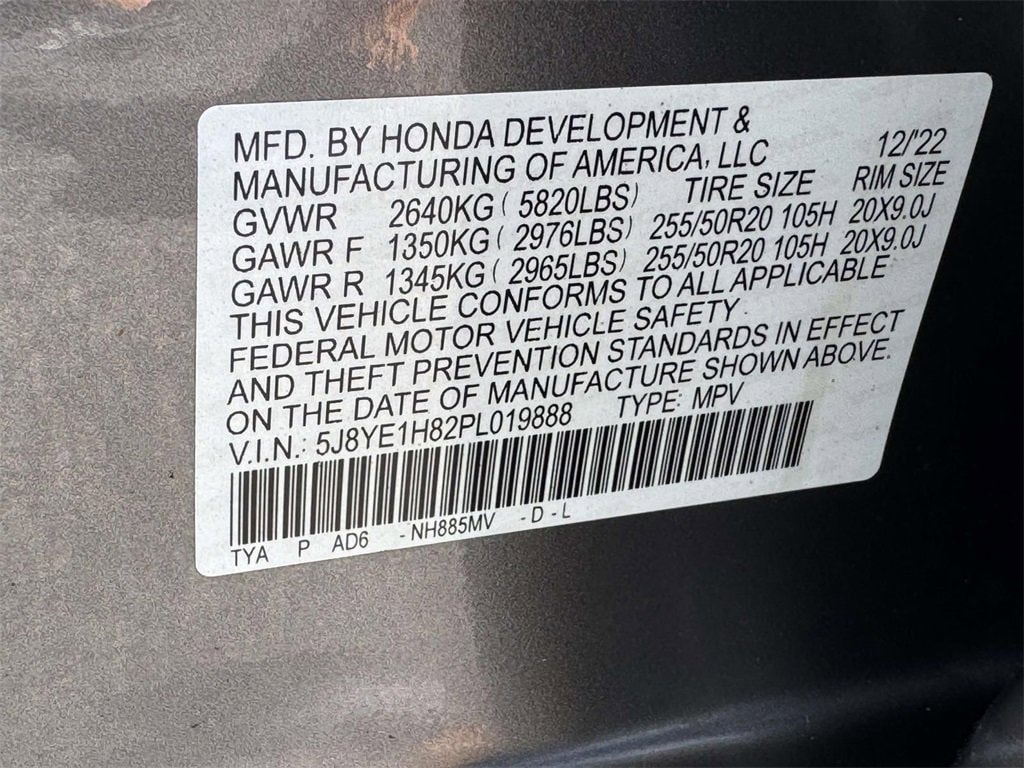 MFD. BY HONDA DEVELOPMENT &
MANUFACTURING OF AMERICA, LLC 12/'22
GVWR 2640KG ( 5820LBS) TIRE SIZE RIM SIZE
GAWR F 1350KG ( 2976LBS) 255/50R20 105H 20X9.0J
GAWR R 1345KG ( 2965LBS) 255/50R20 105H 20X9.0J
THIS VEHICLE CONFORMS TO ALL APPLICABLE
FEDERAL MOTOR VEHICLE SAFETY
AND THEFT PREVENTION STANDARDS IN EFFECT
ON THE DATE OF MANUFACTURE SHOWN ABOVE.
V.I.N.: 5J8YE1H82PL019888 TYPE: MPV
TYA P AD6 -NH885MV -D-L